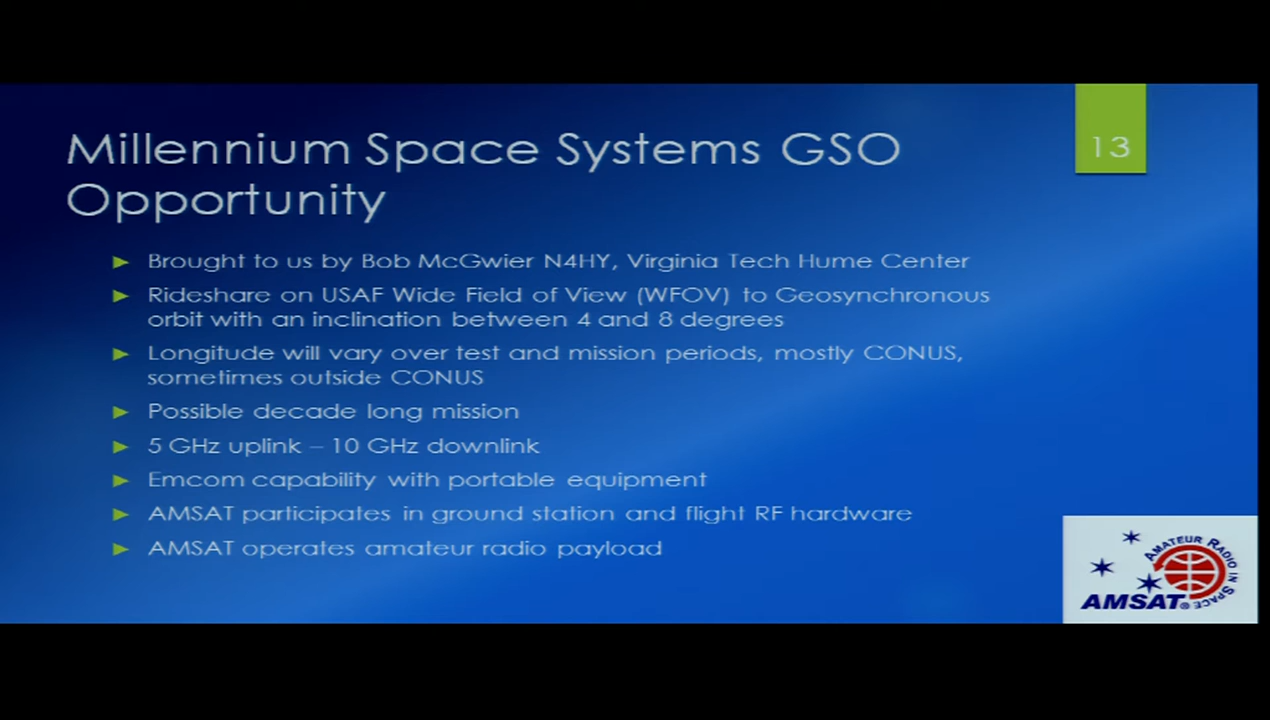 Millennium Space Systems GSO
Opportunity
13
Brought to us by Bob McGwier N4HY, Virginia Tech Hume Center
Rideshare on USAF Wide Field of View (WFOV) to Geosynchronous
orbit with an inclination between 4 and 8 degrees
Longitude will vary over test and mission periods, mostly CONUS,
sometimes outside CONUS
Possible decade long mission
5 GHz uplink – 10 GHz downlink
Emcom capability with portable equipment
AMSAT participates in ground station and flight RF hardware
AMSAT operates amateur radio payload
AMATEUR RADIO IN SPACE
AMSAT®